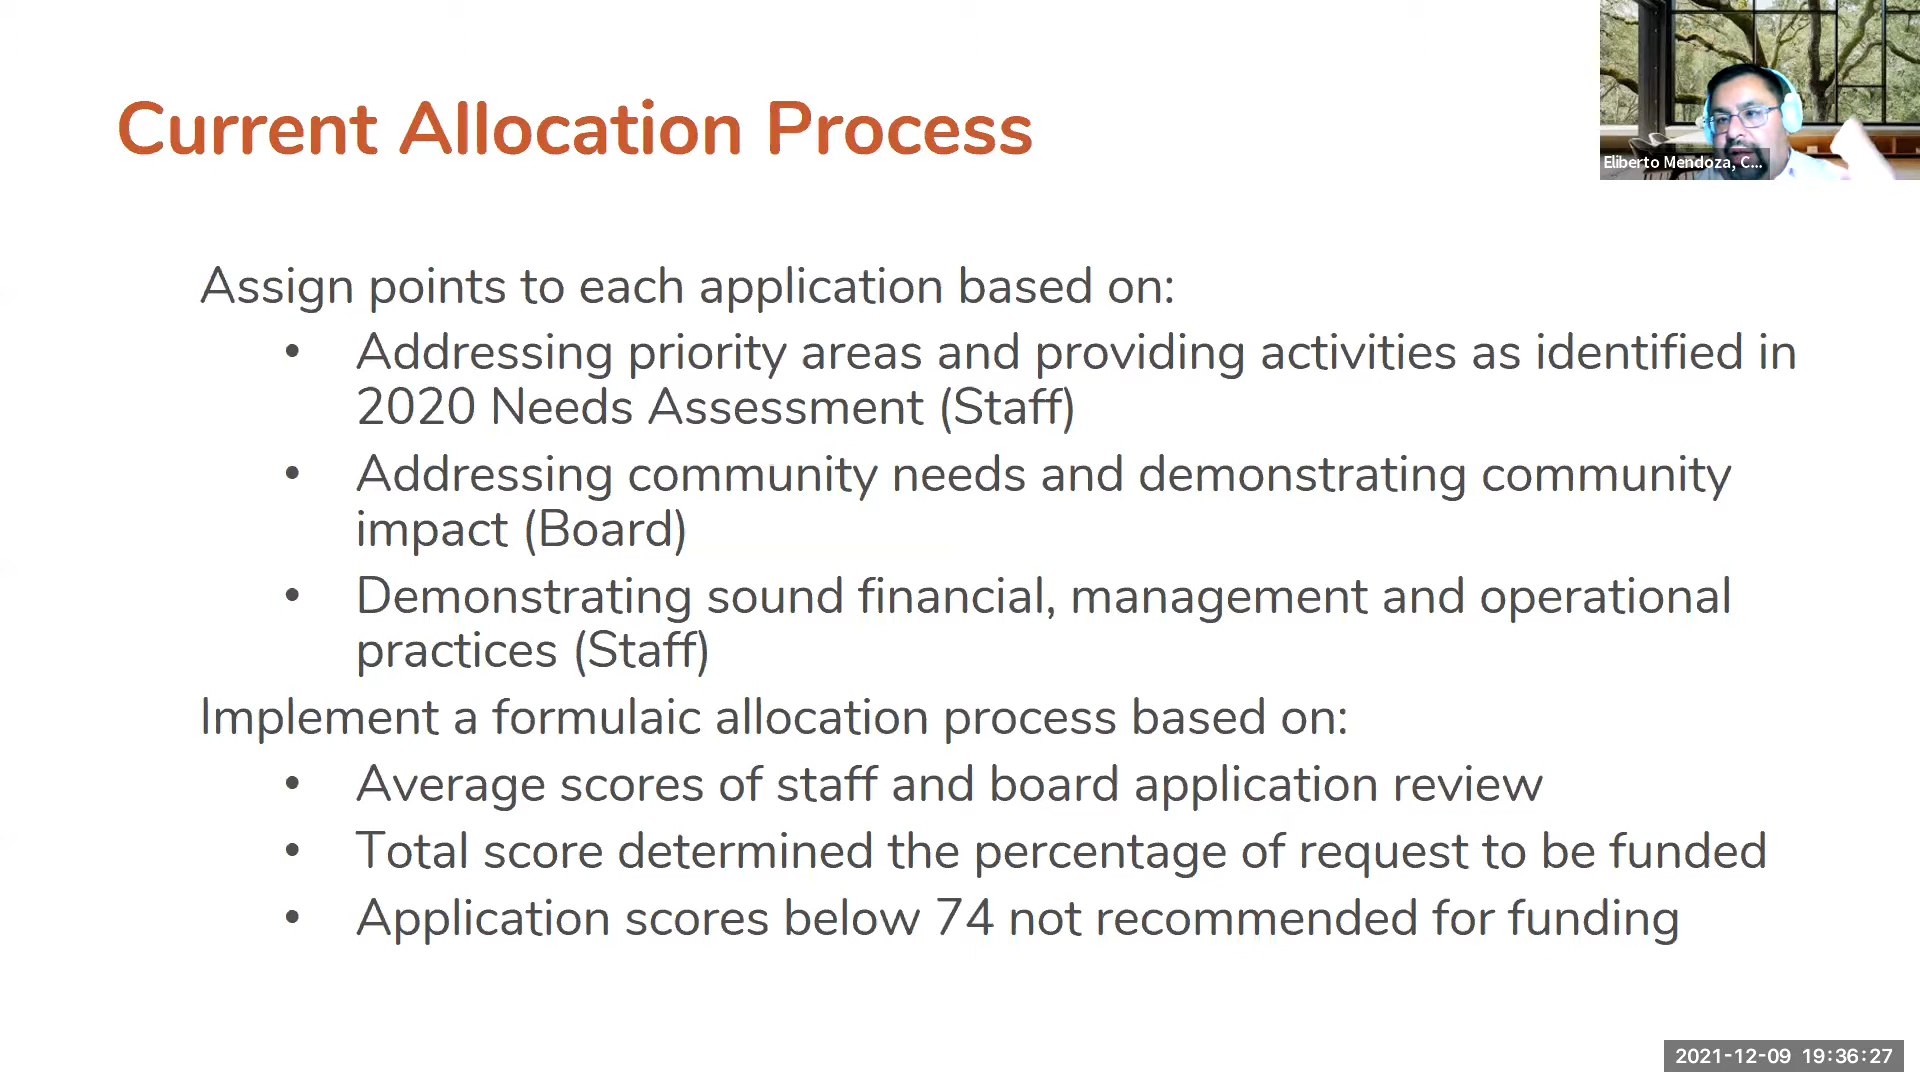 Current Allocation Process
Eliberto Mendoza, C...
Assign points to each application based on:
• Addressing priority areas and providing activities as identified in
2020 Needs Assessment (Staff)
• Addressing community needs and demonstrating community
impact (Board)
• Demonstrating sound financial, management and operational
practices (Staff)
Implement a formulaic allocation process based on:
• Average scores of staff and board application review
• Total score determined the percentage of request to be funded
• Application scores below 74 not recommended for funding
2021-12-09 19:36:27